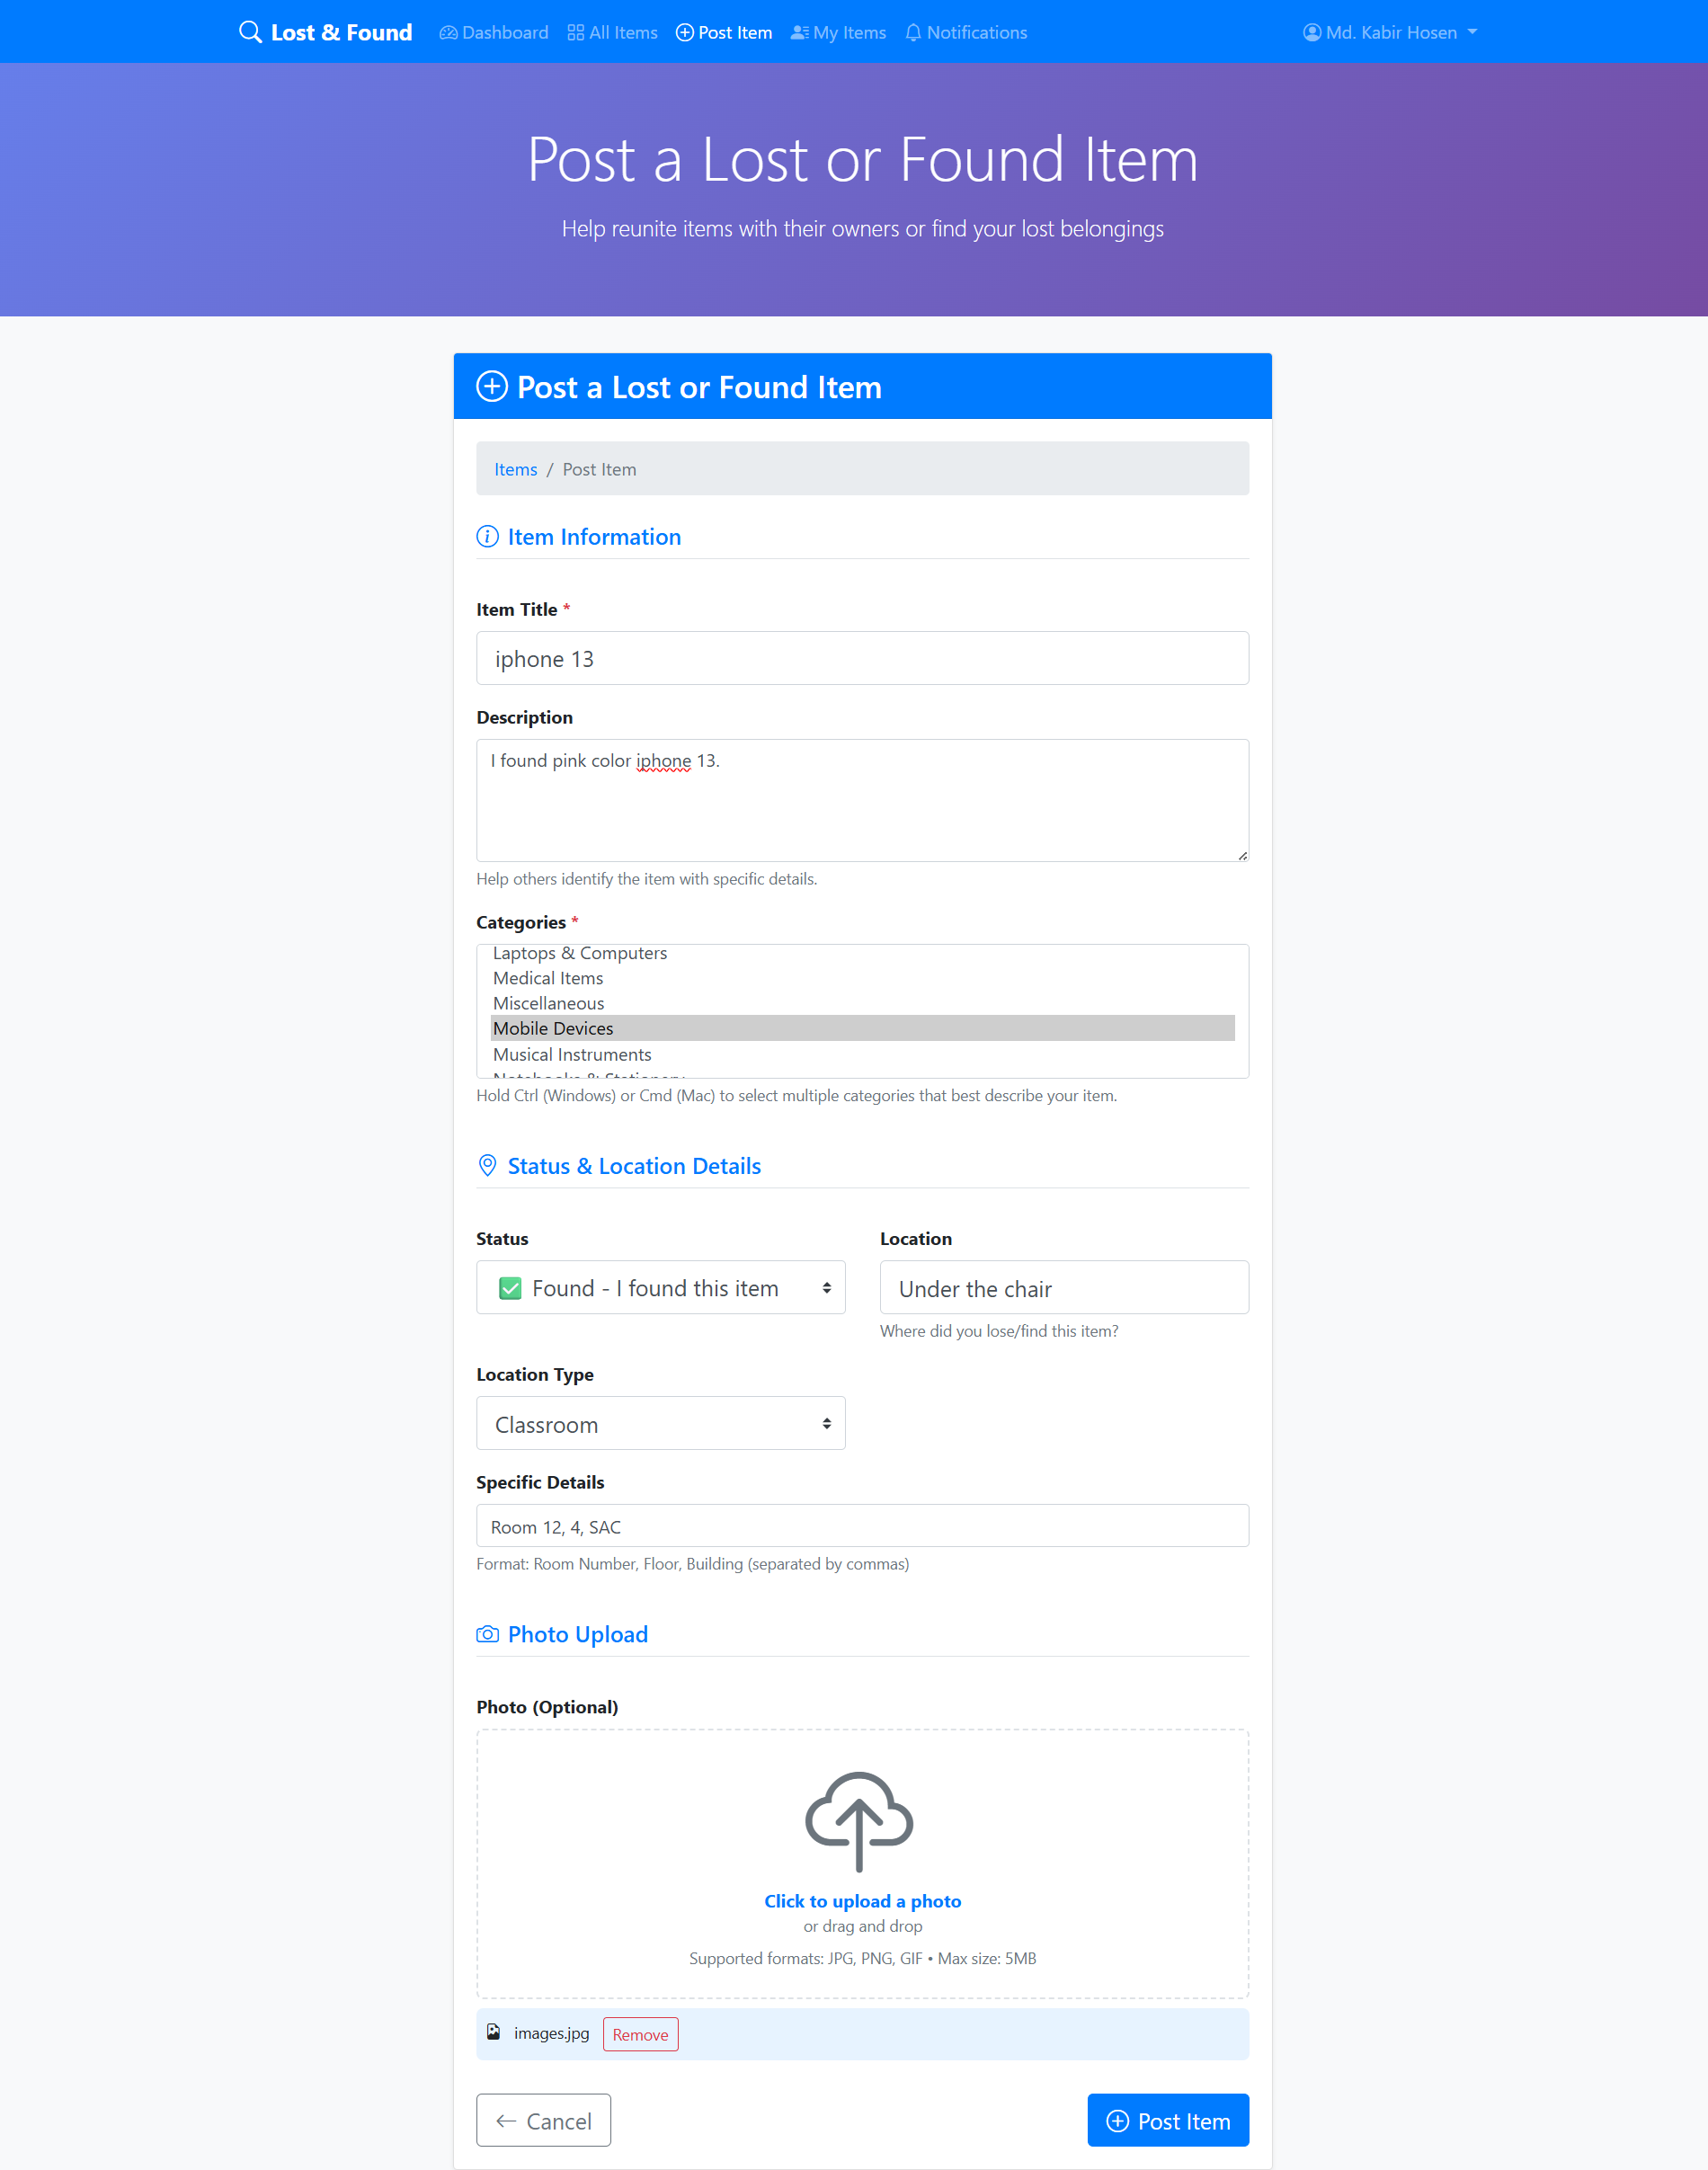 Lost & Found Dashboard All Items Post Item My Items Notifications Md. Kabir Hosen
Post a Lost or Found Item
Help reunite items with their owners or find your lost belongings
Post a Lost or Found Item
Items / Post Item
Item Information
Item Title *
iphone 13
Description
I found pink color iphone 13.
Help others identify the item with specific details.
Categories *
Laptops & Computers
Medical Items
Miscellaneous
Mobile Devices
Musical Instruments
Notebooks & Stationery
Hold Ctrl (Windows) or Cmd (Mac) to select multiple categories that best describe your item.
Status & Location Details
Status
Location
Found - I found this item
Under the chair
Where did you lose/find this item?
Location Type
Classroom
Specific Details
Room 12, 4, SAC
Format: Room Number, Floor, Building (separated by commas)
Photo Upload
Photo (Optional)
Click to upload a photo
or drag and drop
Supported formats: JPG, PNG, GIF • Max size: 5MB
images.jpg Remove
Cancel
Post Item